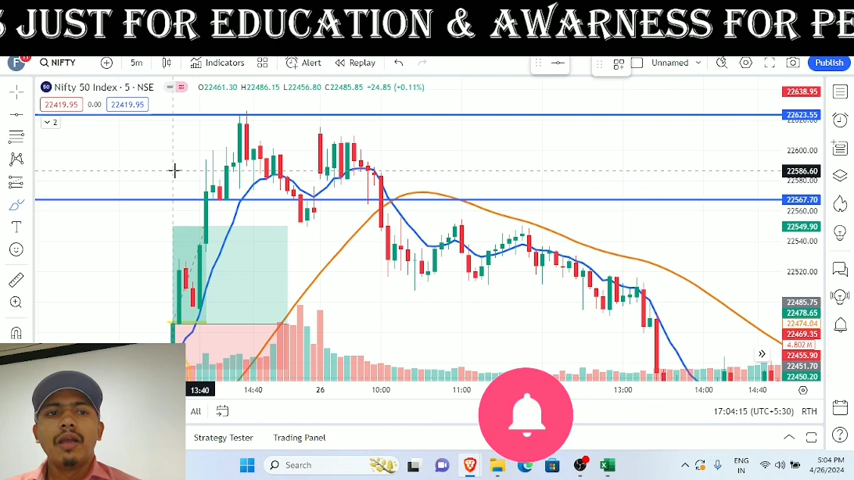 S JUST FOR EDUCATION & AWARNESS FOR PE
F NIFTY 5m Indicators Alert Replay Unnamed Publish
Nifty 50 Index · 5 · NSE O22461.30 H22486.15 L22456.80 C22485.85 +24.85 (+0.11%)
22419.95 0.00 22419.95
2
22638.95
22623.55
22600.00
22586.60
22580.00
22567.70
22560.00
22549.90
22540.00
22520.00
22485.75
22478.65
22474.04
22469.35
4.802M
22455.90
22451.70
22450.20
13:40 14:40 26 10:00 11:00 13:00 14:00 14:40
All 17:04:15 (UTC+5:30) RTH
Strategy Tester Trading Panel
Search ENG IN 5:04 PM 4/26/2024